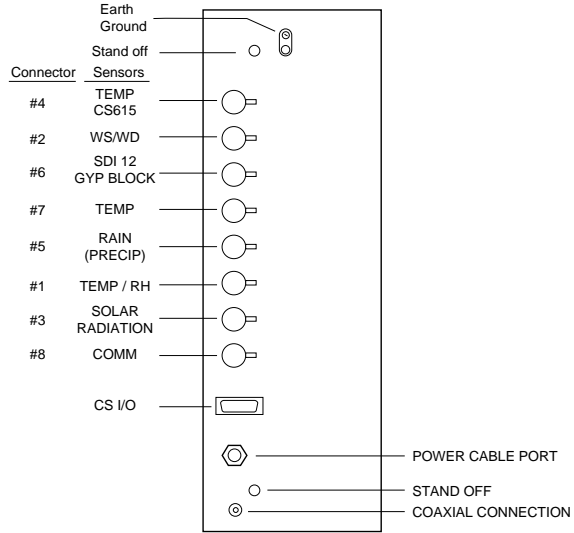 Earth
Ground
Stand off
Connector Sensors
#4 TEMP
CS615
#2 WS/WD
#6 SDI 12
GYP BLOCK
#7 TEMP
#5 RAIN
(PRECIP)
#1 TEMP / RH
#3 SOLAR
RADIATION
#8 COMM
CS I/O
POWER CABLE PORT
STAND OFF
COAXIAL CONNECTION